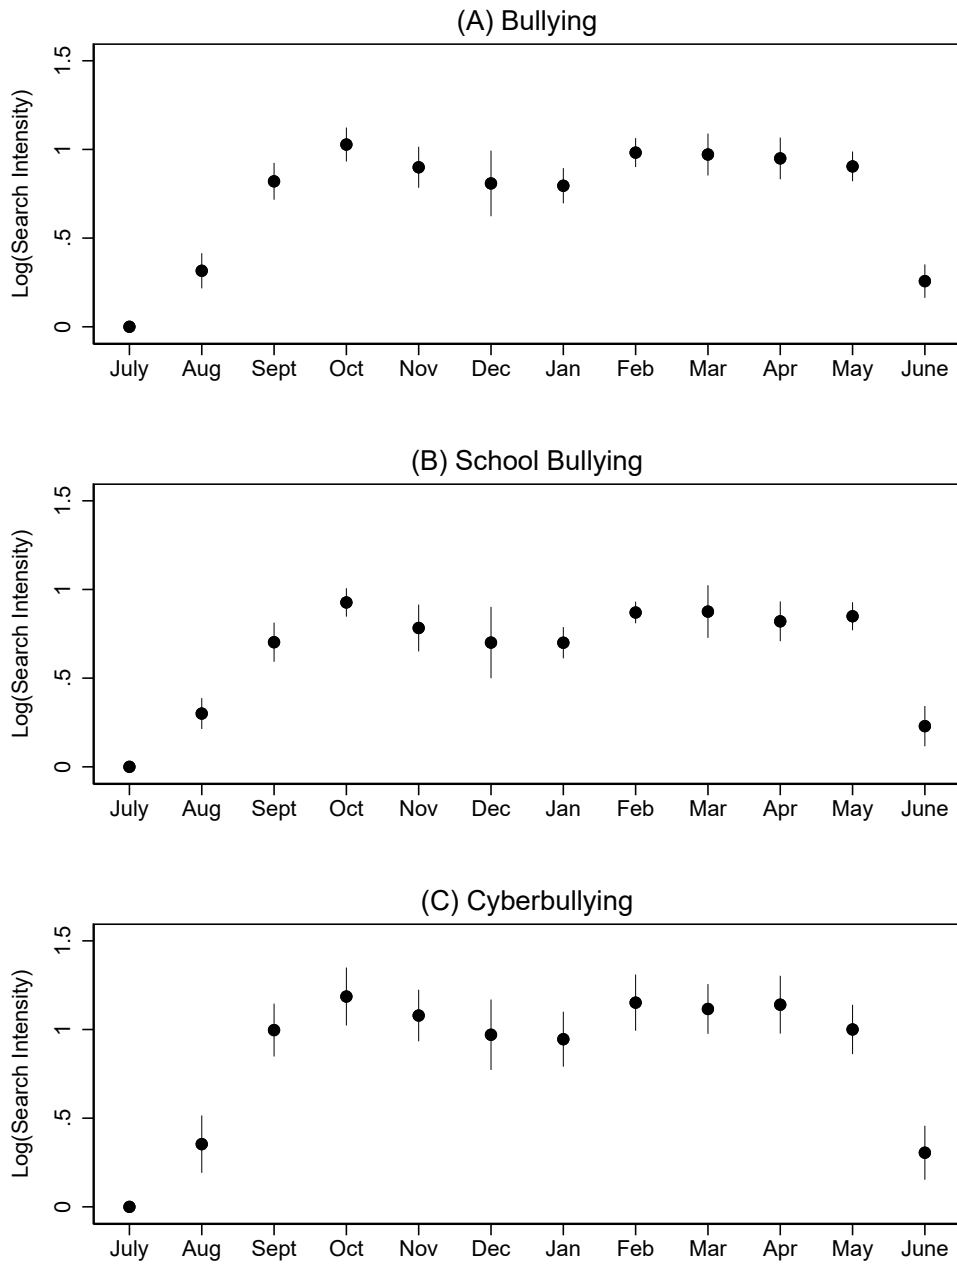 (A) Bullying
Log(Search Intensity)
1.5
1
.5
0
July Aug Sept Oct Nov Dec Jan Feb Mar Apr May June
(B) School Bullying
Log(Search Intensity)
1.5
1
.5
0
July Aug Sept Oct Nov Dec Jan Feb Mar Apr May June
(C) Cyberbullying
Log(Search Intensity)
1.5
1
.5
0
July Aug Sept Oct Nov Dec Jan Feb Mar Apr May June